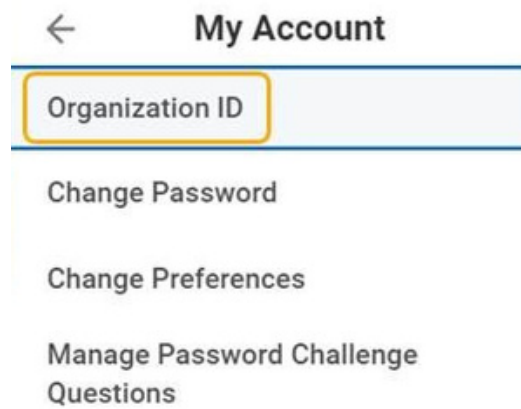 My Account
Organization ID
Change Password
Change Preferences
Manage Password Challenge
Questions